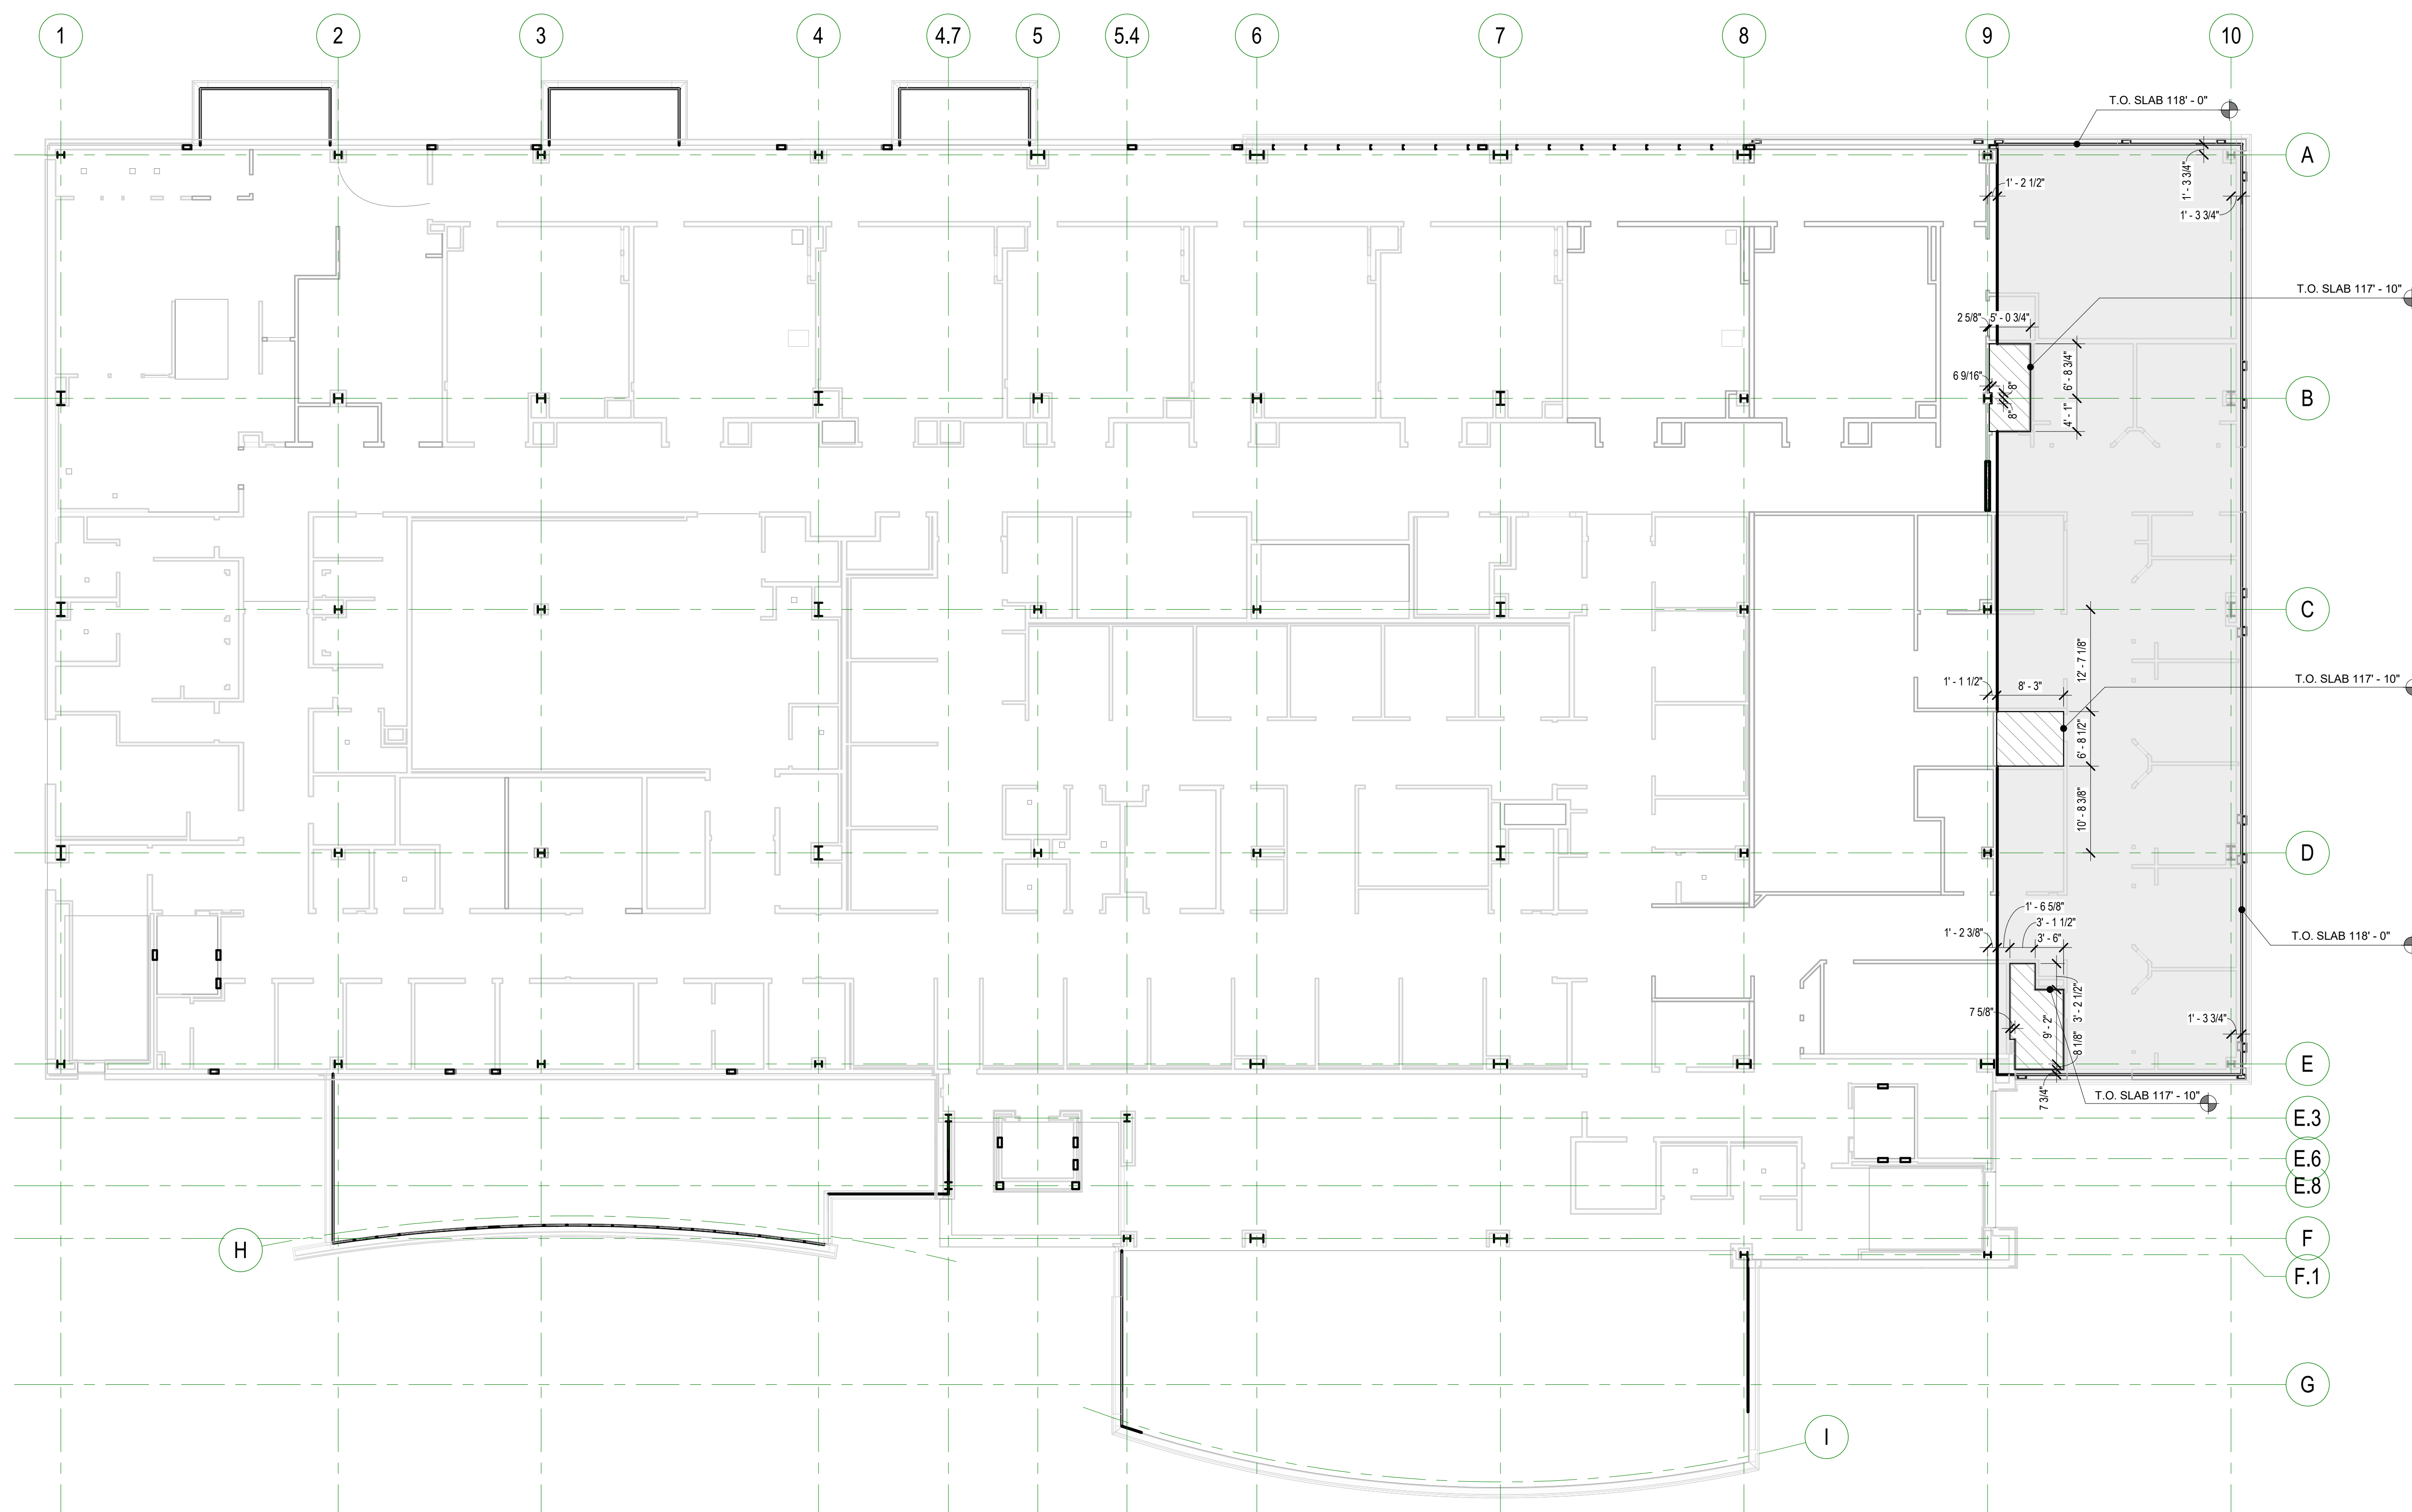 1 2 3 4 4.7 5 5.4 6 7 8 9 10
T.O. SLAB 118' - 0"
A
1' - 2 1/2"
1' - 3 3/4"
1' - 3 3/4"
T.O. SLAB 117' - 10"
2 5/8" 5' - 0 3/4"
6 9/16"
8"
8"
6' - 8 3/4"
4' - 1"
B
C
12' - 7 1/8"
T.O. SLAB 117' - 10"
1' - 1 1/2"
8' - 3"
6' - 8 1/2"
10' - 8 3/8"
D
1' - 6 5/8"
3' - 1 1/2"
1' - 2 3/8"
3' - 6"
T.O. SLAB 118' - 0"
7 5/8"
9' - 2"
3' - 2 1/2"
8 1/8"
1' - 3 3/4"
E
7 3/4"
T.O. SLAB 117' - 10"
E.3
E.6
E.8
H
F
F.1
G
I